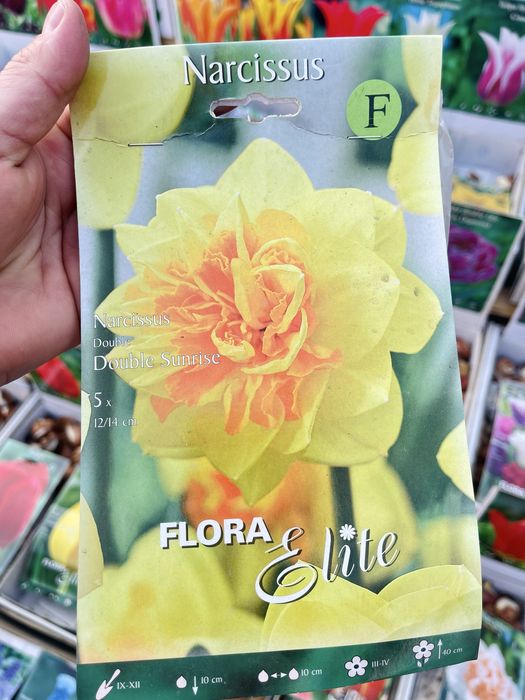 Narcissus
F
Narcissus
Double
Double Sunrise
5 x
12/14 cm
FLORA
Elite
IX-XII
10 cm
10 cm
III-IV
40 cm